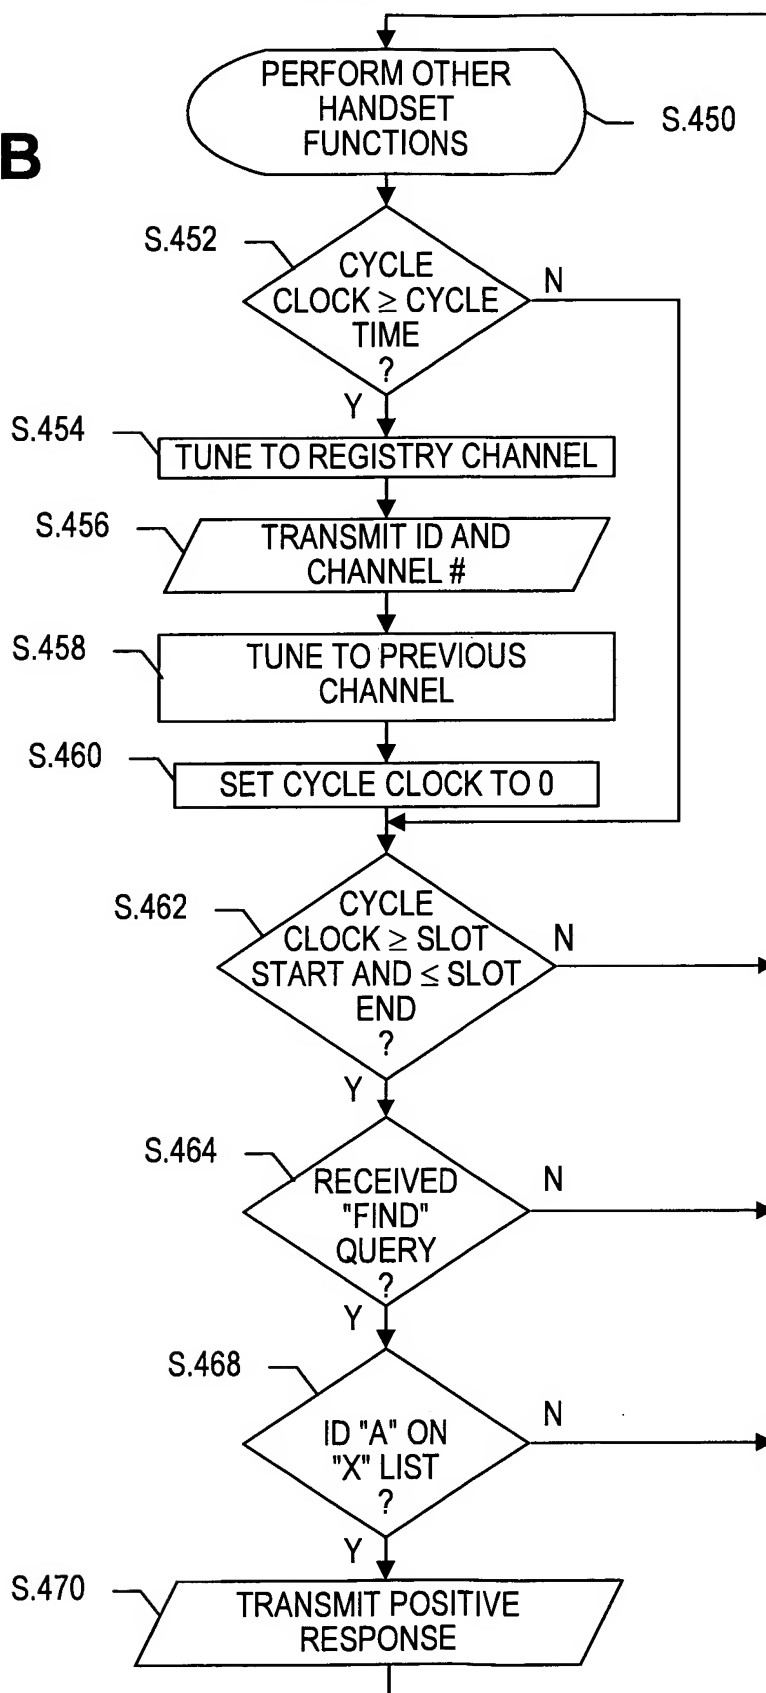 B
PERFORM OTHER
HANDSET
FUNCTIONS
S.450
S.452
CYCLE
CLOCK ≥ CYCLE
TIME
?
N
Y
S.454
TUNE TO REGISTRY CHANNEL
S.456
TRANSMIT ID AND
CHANNEL #
S.458
TUNE TO PREVIOUS
CHANNEL
S.460
SET CYCLE CLOCK TO 0
S.462
CYCLE
CLOCK ≥ SLOT
START AND ≤ SLOT
END
?
N
Y
S.464
RECEIVED
"FIND"
QUERY
?
N
Y
S.468
ID "A" ON
"X" LIST
?
N
Y
S.470
TRANSMIT POSITIVE
RESPONSE